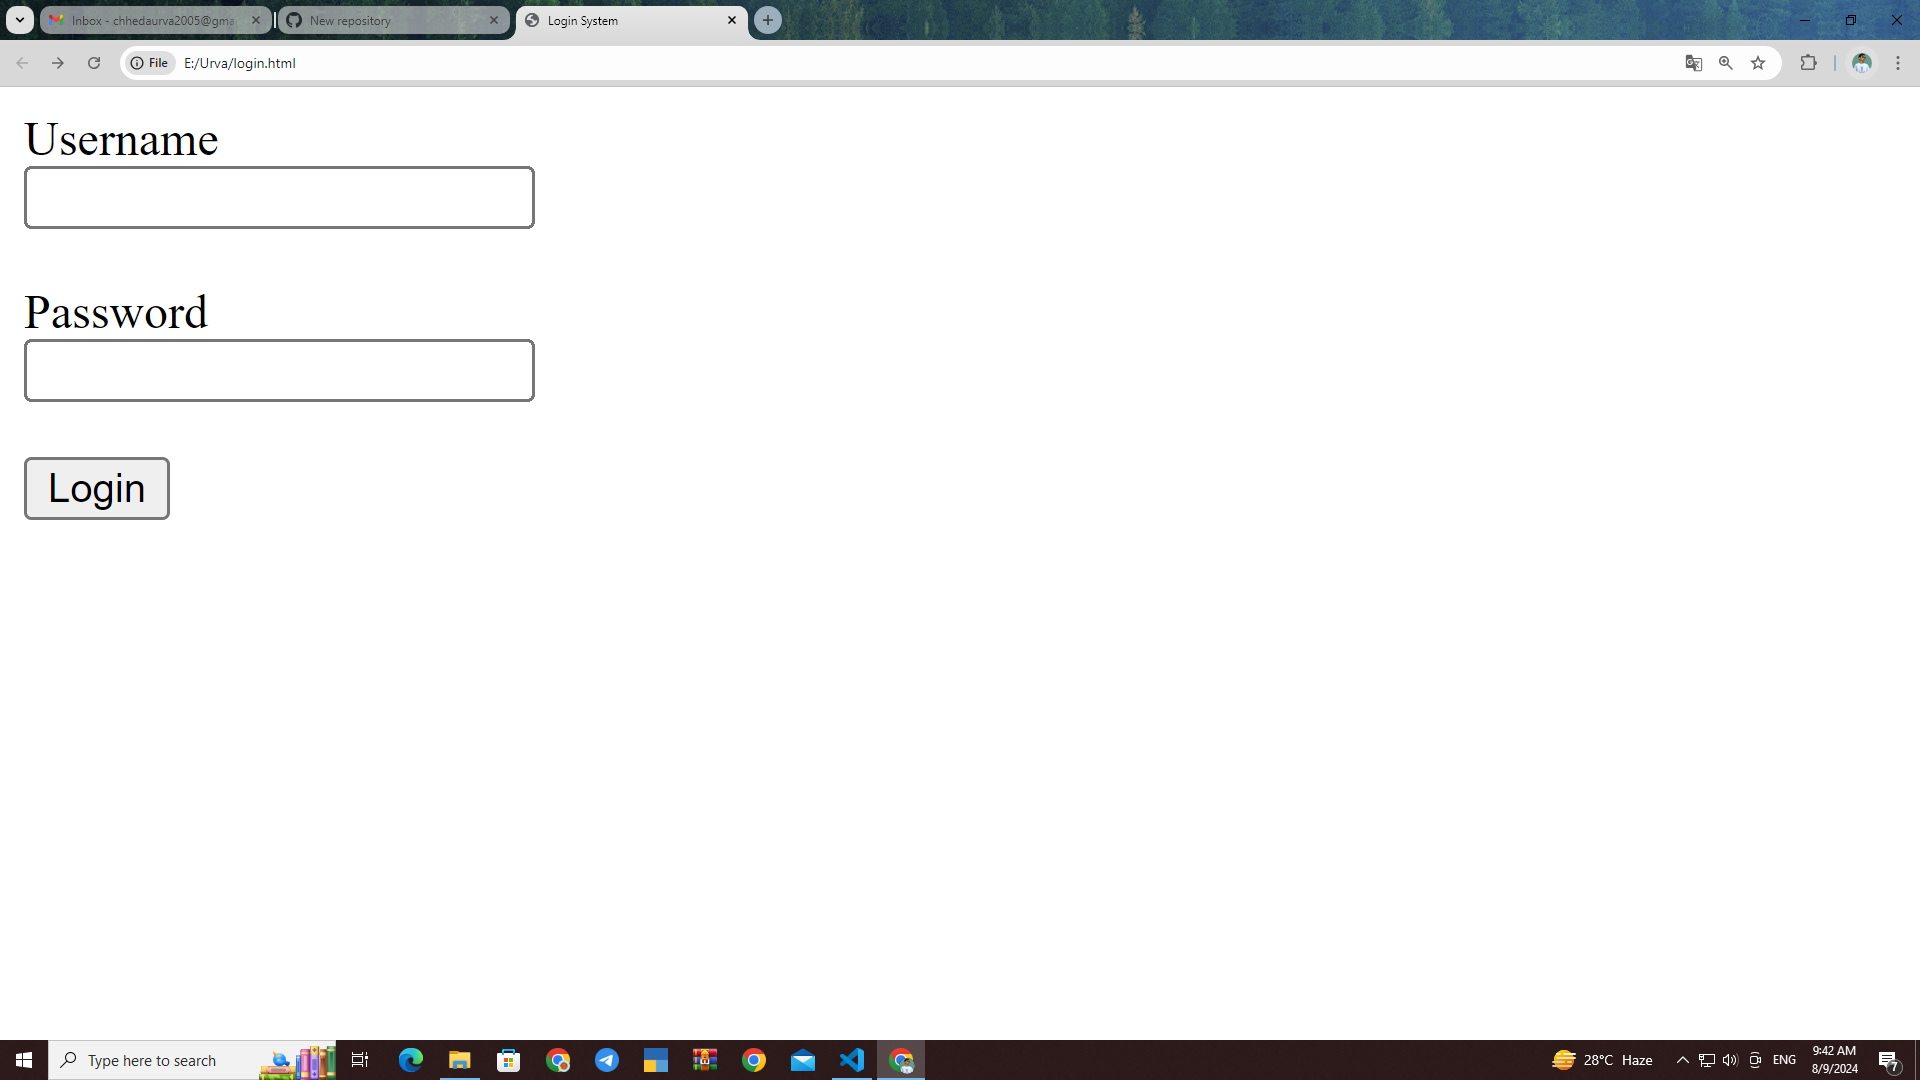 Inbox - chhedaurva2005@gma
New repository
Login System
File
E:/Urva/login.html
Username
Password
Login
Type here to search
28°C Haze
ENG
9:42 AM
8/9/2024
7